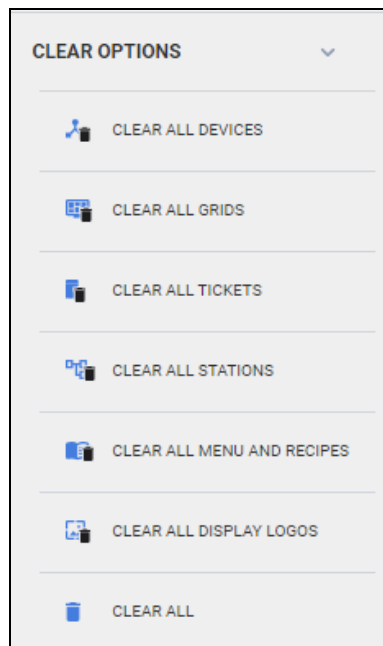 CLEAR OPTIONS
CLEAR ALL DEVICES
CLEAR ALL GRIDS
CLEAR ALL TICKETS
CLEAR ALL STATIONS
CLEAR ALL MENU AND RECIPES
CLEAR ALL DISPLAY LOGOS
CLEAR ALL